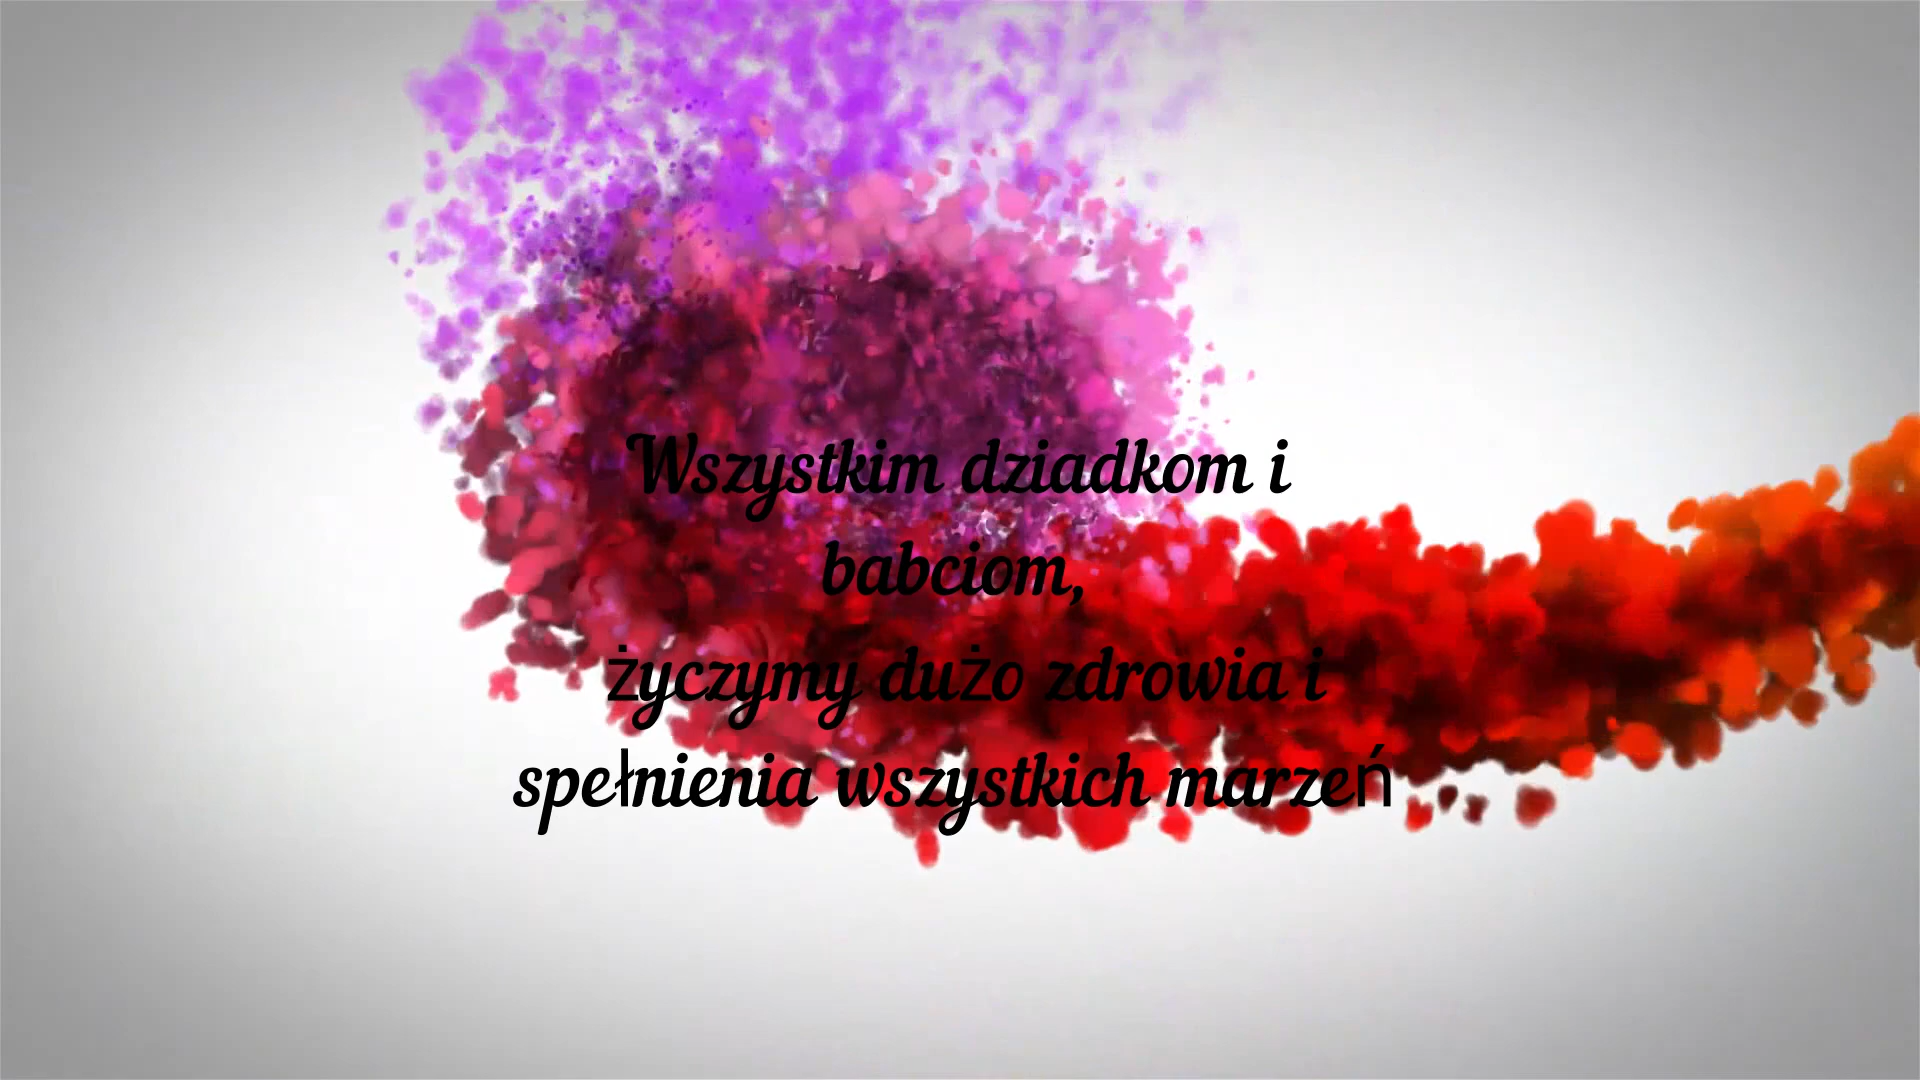 Wszystkim dziadkom i
babciom,
życzymy dużo zdrowia i
spełnienia wszystkich marzeń